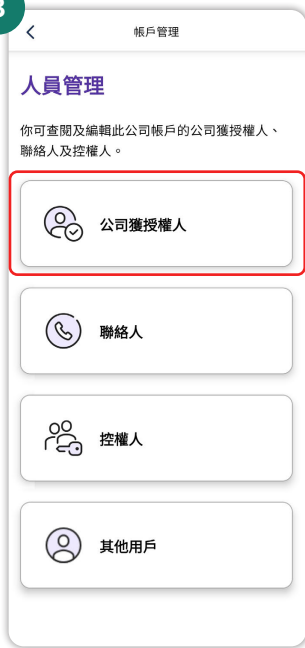 3
帳戶管理
人員管理
你可查閱及編輯此公司帳戶的公司獲授權人、
聯絡人及控權人。
公司獲授權人
聯絡人
控權人
其他用戶